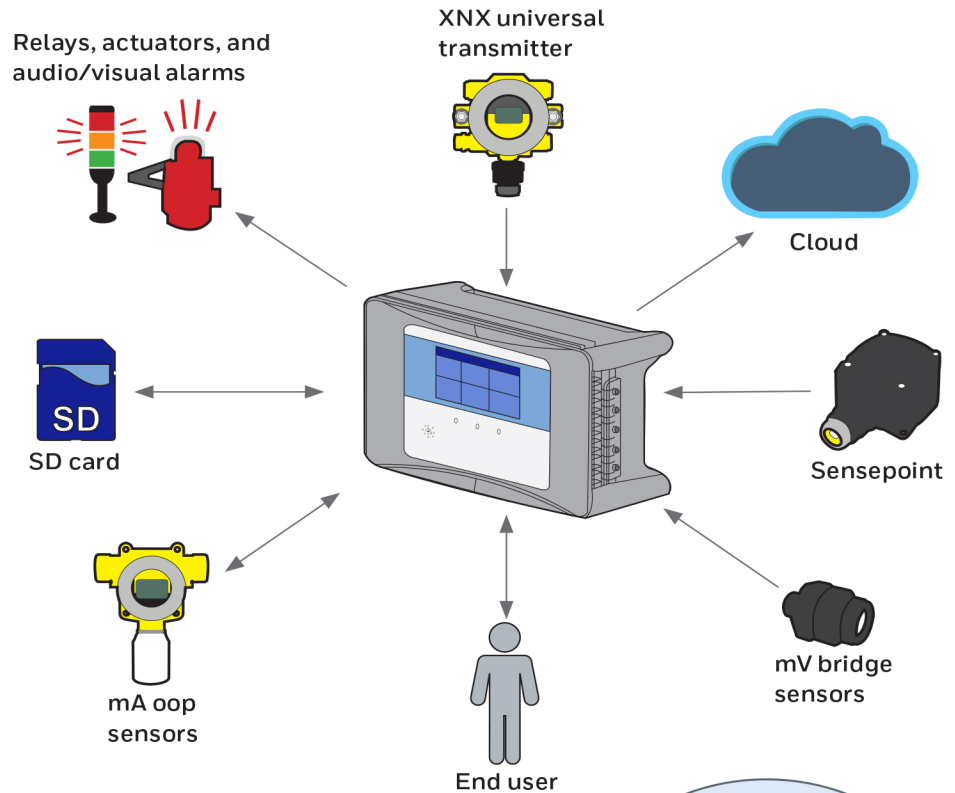 XNX universal
transmitter
Relays, actuators, and
audio/visual alarms
Cloud
SD
SD card
Sensepoint
mA oop
sensors
mV bridge
sensors
End user